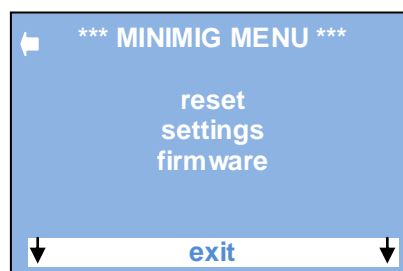 *** MINIMIG MENU ***
reset
settings
firmware
exit